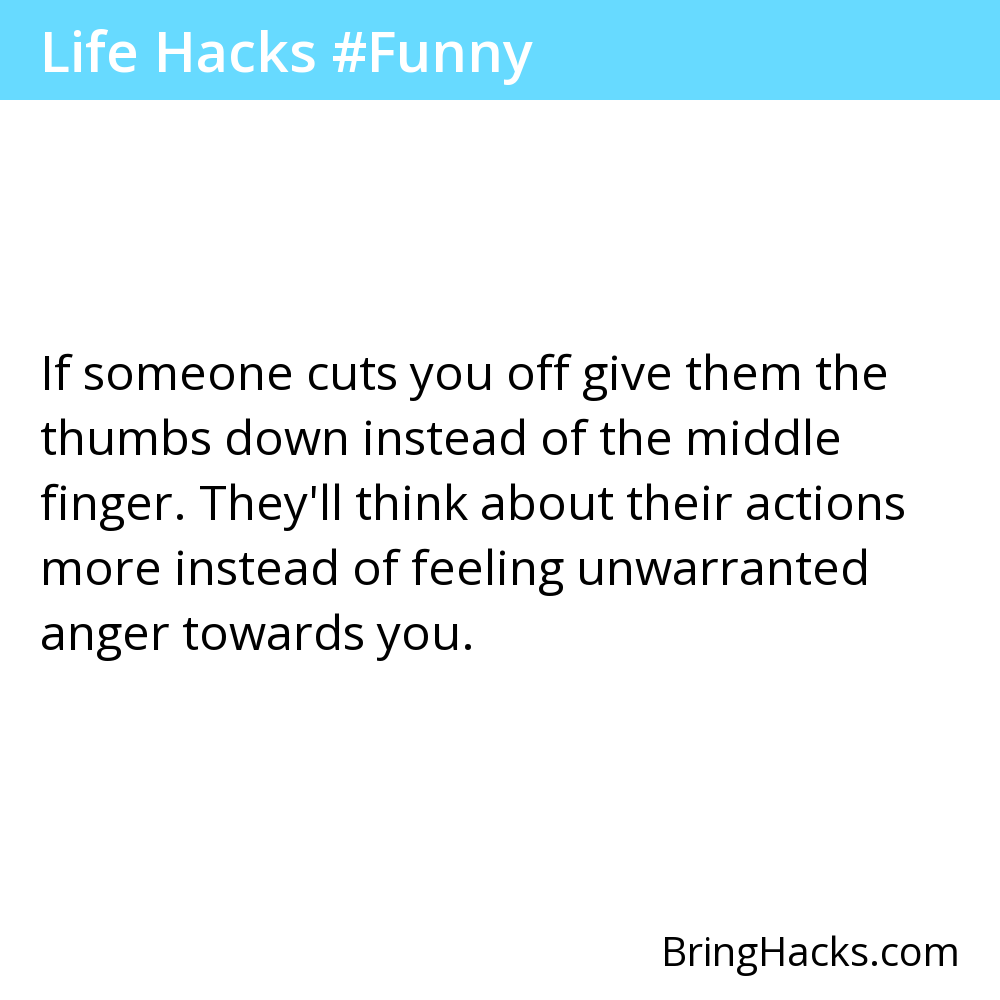 Life Hacks #Funny
If someone cuts you off give them the
thumbs down instead of the middle
finger. They'll think about their actions
more instead of feeling unwarranted
anger towards you.
BringHacks.com